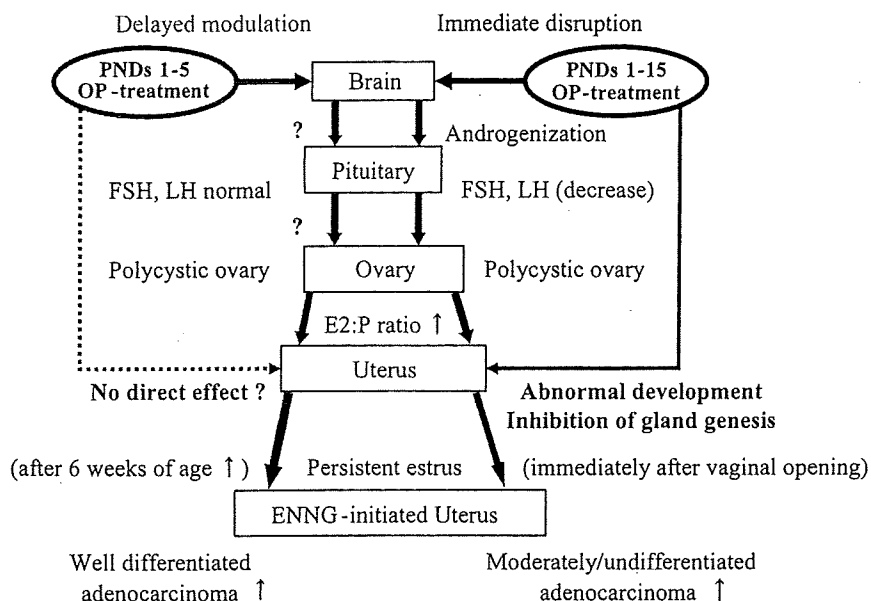 Delayed modulation
Immediate disruption
PNDs 1-5
OP-treatment
Brain
PNDs 1-15
OP-treatment
?
Androgenization
Pituitary
FSH, LH normal
FSH, LH (decrease)
?
Polycystic ovary
Ovary
Polycystic ovary
E2:P ratio ↑
Uterus
No direct effect ?
Abnormal development
Inhibition of gland genesis
(after 6 weeks of age ↑)
Persistent estrus
(immediately after vaginal opening)
ENNG-initiated Uterus
Well differentiated
adenocarcinoma ↑
Moderately/undifferentiated
adenocarcinoma ↑